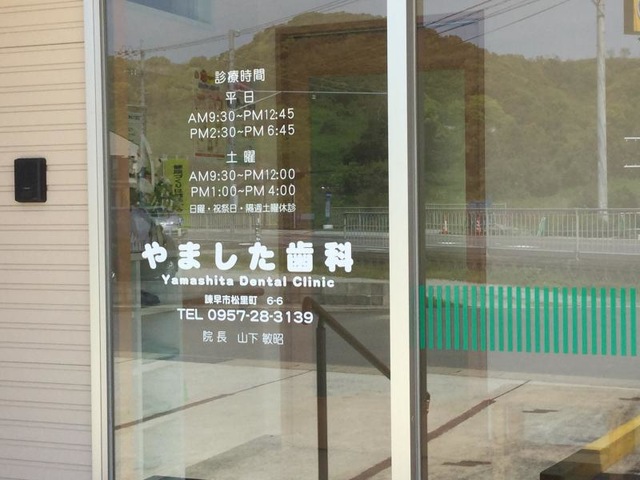 診療時間
平日
AM9:30~PM12:45
PM2:30~PM6:45
土曜
AM9:30~PM12:00
PM1:00~PM4:00
日曜・祝祭日・隔週土曜休診
やました歯科
Yamashita Dental Clinic
諫早市松里町 6-6
TEL 0957-28-3139
院長 山下 敏昭